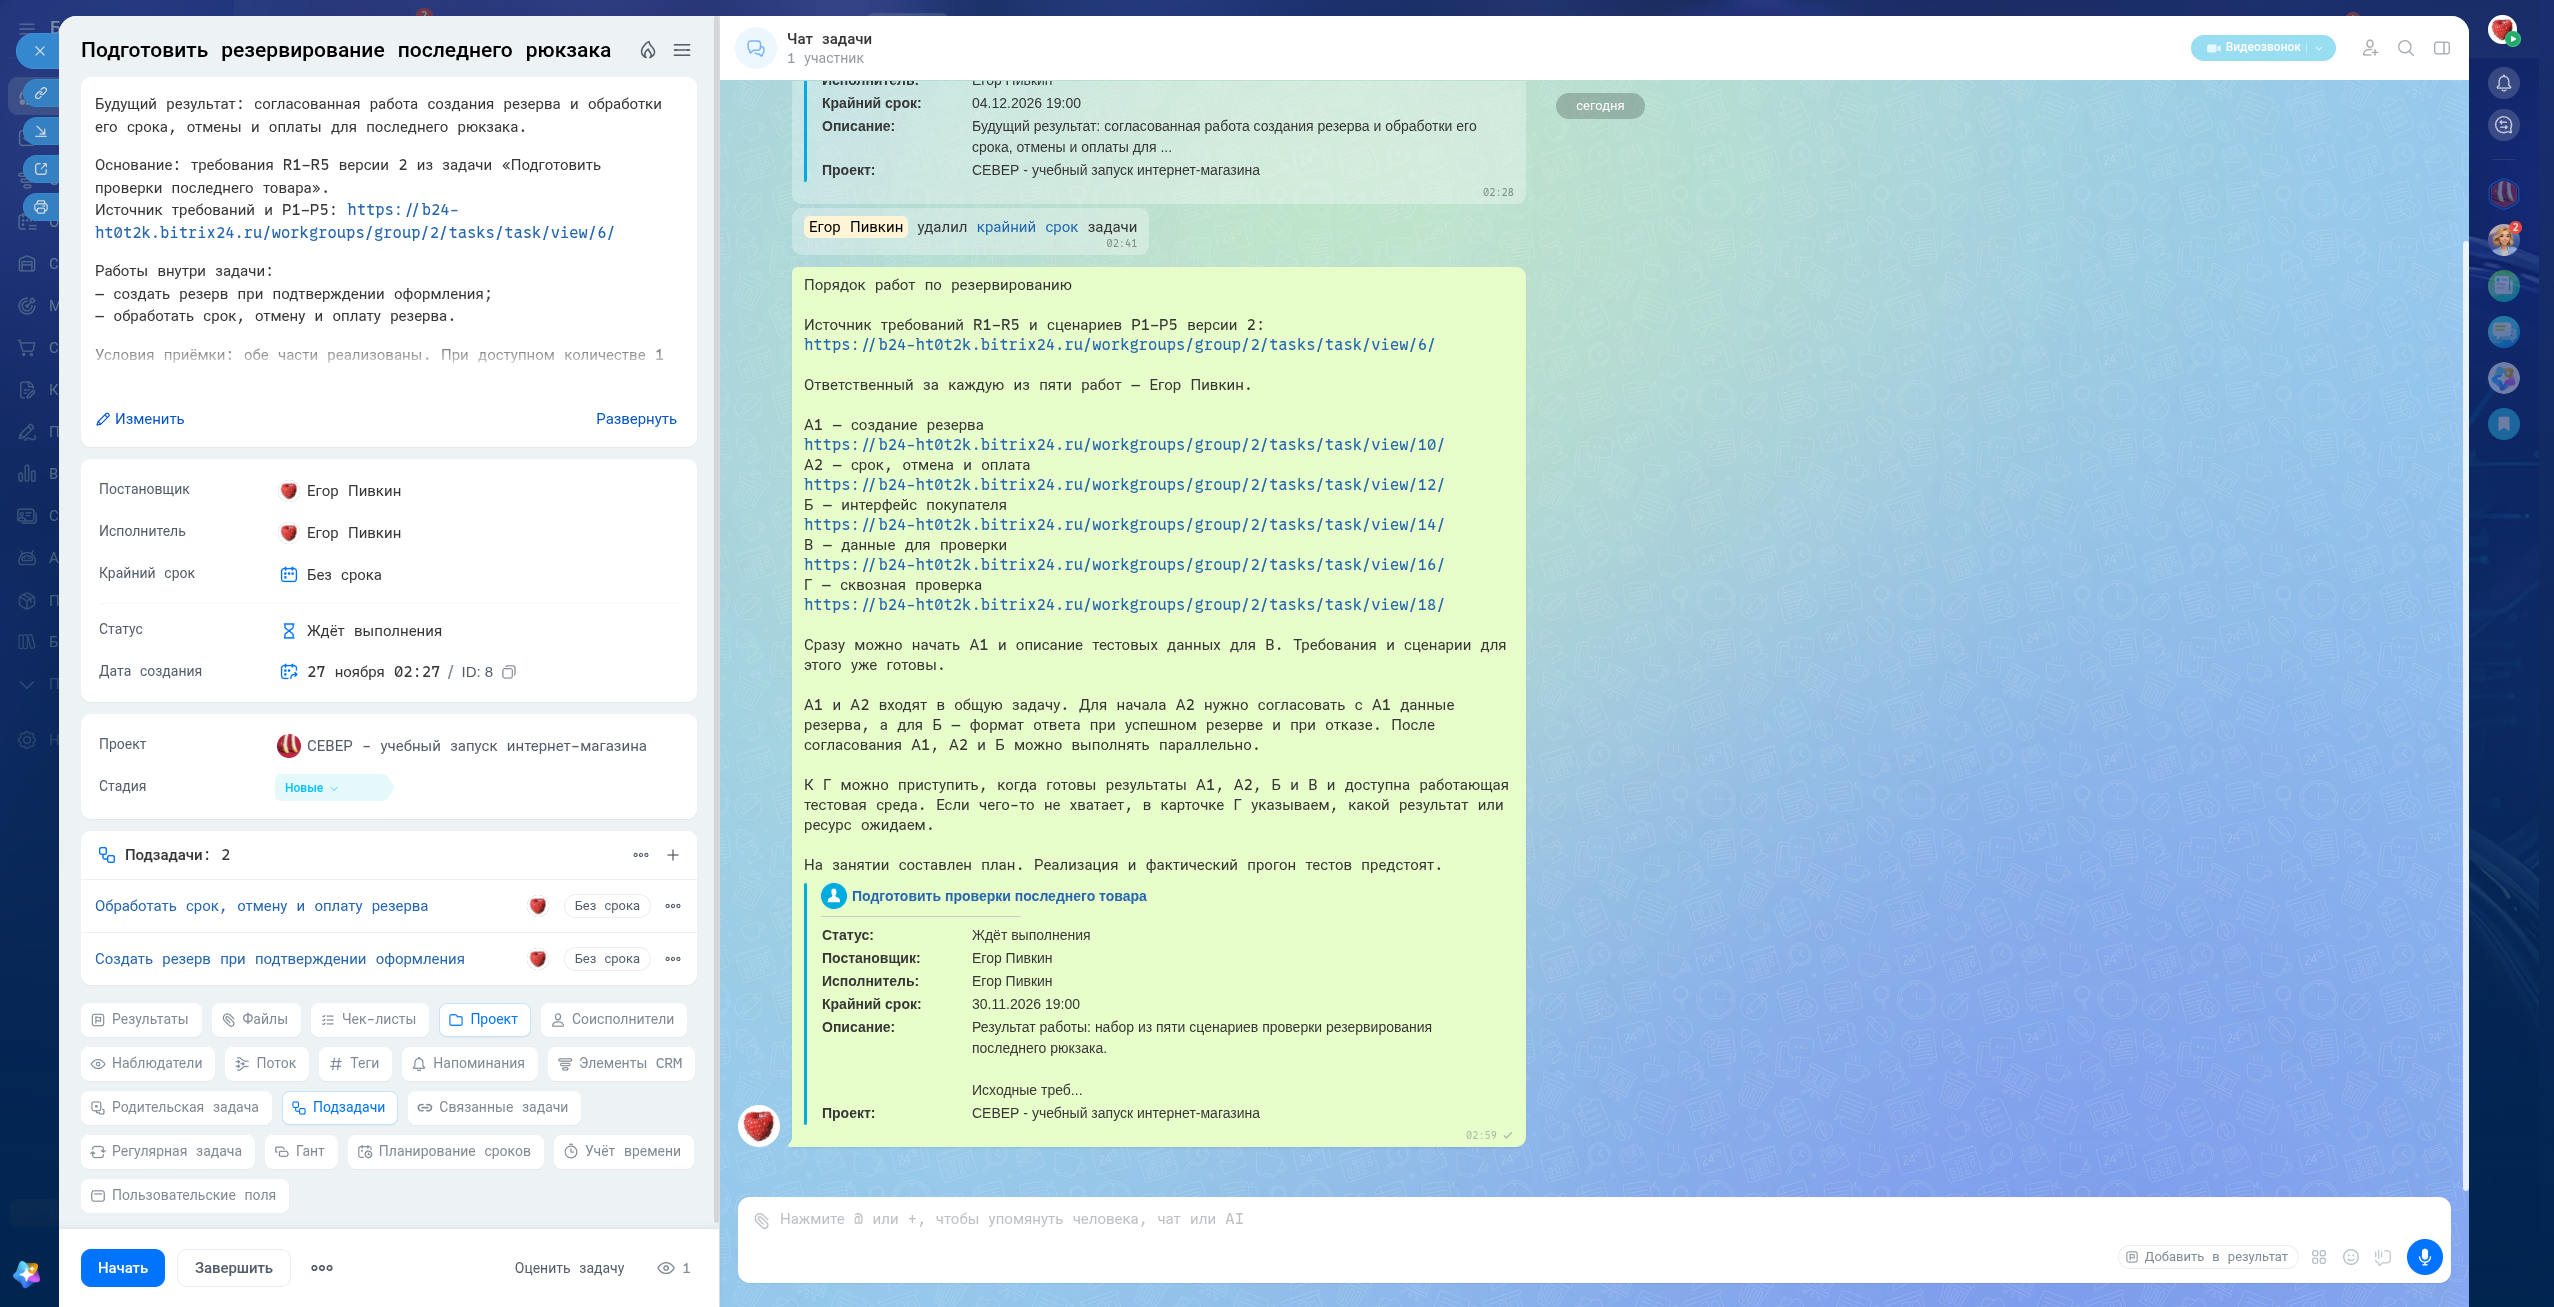 Подготовить резервирование последнего рюкзака
Будущий результат: согласованная работа создания резерва и обработки
его срока, отмены и оплаты для последнего рюкзака.
Основание: требования R1–R5 версии 2 из задачи «Подготовить
проверки последнего товара».
Источник требований и P1–P5: https://b24-
ht0t2k.bitrix24.ru/workgroups/group/2/tasks/task/view/6/
Работы внутри задачи:
— создать резерв при подтверждении оформления;
— обработать срок, отмену и оплату резерва.
Условия приёмки: обе части реализованы. При доступном количестве 1
Изменить
Развернуть
Постановщик
Егор Пивкин
Исполнитель
Егор Пивкин
Крайний срок
Без срока
Статус
Ждёт выполнения
Дата создания
27 ноября 02:27 / ID: 8
Проект
СЕВЕР - учебный запуск интернет-магазина
Стадия
Новые
Подзадачи: 2
Обработать срок, отмену и оплату резерва
Без срока
Создать резерв при подтверждении оформления
Без срока
Результаты
Файлы
Чек-листы
Проект
Соисполнители
Наблюдатели
Поток
Теги
Напоминания
Элементы CRM
Родительская задача
Подзадачи
Связанные задачи
Регулярная задача
Гант
Планирование сроков
Учёт времени
Пользовательские поля
Начать
Завершить
Оценить задачу
1
Чат задачи
1 участник
Видеозвонок
сегодня
Исполнитель:
Егор Пивкин
Крайний срок:
04.12.2026 19:00
Описание:
Будущий результат: согласованная работа создания резерва и обработки его
срока, отмены и оплаты для ...
Проект:
СЕВЕР - учебный запуск интернет-магазина
02:28
Егор Пивкин удалил крайний срок задачи
02:41
Порядок работ по резервированию
Источник требований R1–R5 и сценариев P1–P5 версии 2:
https://b24-ht0t2k.bitrix24.ru/workgroups/group/2/tasks/task/view/6/
Ответственный за каждую из пяти работ — Егор Пивкин.
А1 — создание резерва
https://b24-ht0t2k.bitrix24.ru/workgroups/group/2/tasks/task/view/10/
А2 — срок, отмена и оплата
https://b24-ht0t2k.bitrix24.ru/workgroups/group/2/tasks/task/view/12/
Б — интерфейс покупателя
https://b24-ht0t2k.bitrix24.ru/workgroups/group/2/tasks/task/view/14/
В — данные для проверки
https://b24-ht0t2k.bitrix24.ru/workgroups/group/2/tasks/task/view/16/
Г — сквозная проверка
https://b24-ht0t2k.bitrix24.ru/workgroups/group/2/tasks/task/view/18/
Сразу можно начать А1 и описание тестовых данных для В. Требования и сценарии для
этого уже готовы.
А1 и А2 входят в общую задачу. Для начала А2 нужно согласовать с А1 данные
резерва, а для Б — формат ответа при успешном резерве и при отказе. После
согласования А1, А2 и Б можно выполнять параллельно.
К Г можно приступить, когда готовы результаты А1, А2, Б и В и доступна работающая
тестовая среда. Если чего-то не хватает, в карточке Г указываем, какой результат или
ресурс ожидаем.
На занятии составлен план. Реализация и фактический прогон тестов предстоят.
Подготовить проверки последнего товара
Статус:
Ждёт выполнения
Постановщик:
Егор Пивкин
Исполнитель:
Егор Пивкин
Крайний срок:
30.11.2026 19:00
Описание:
Результат работы: набор из пяти сценариев проверки резервирования
последнего рюкзака.
Исходные треб...
Проект:
СЕВЕР - учебный запуск интернет-магазина
02:59
Нажмите @ или +, чтобы упомянуть человека, чат или AI
Добавить в результат
2